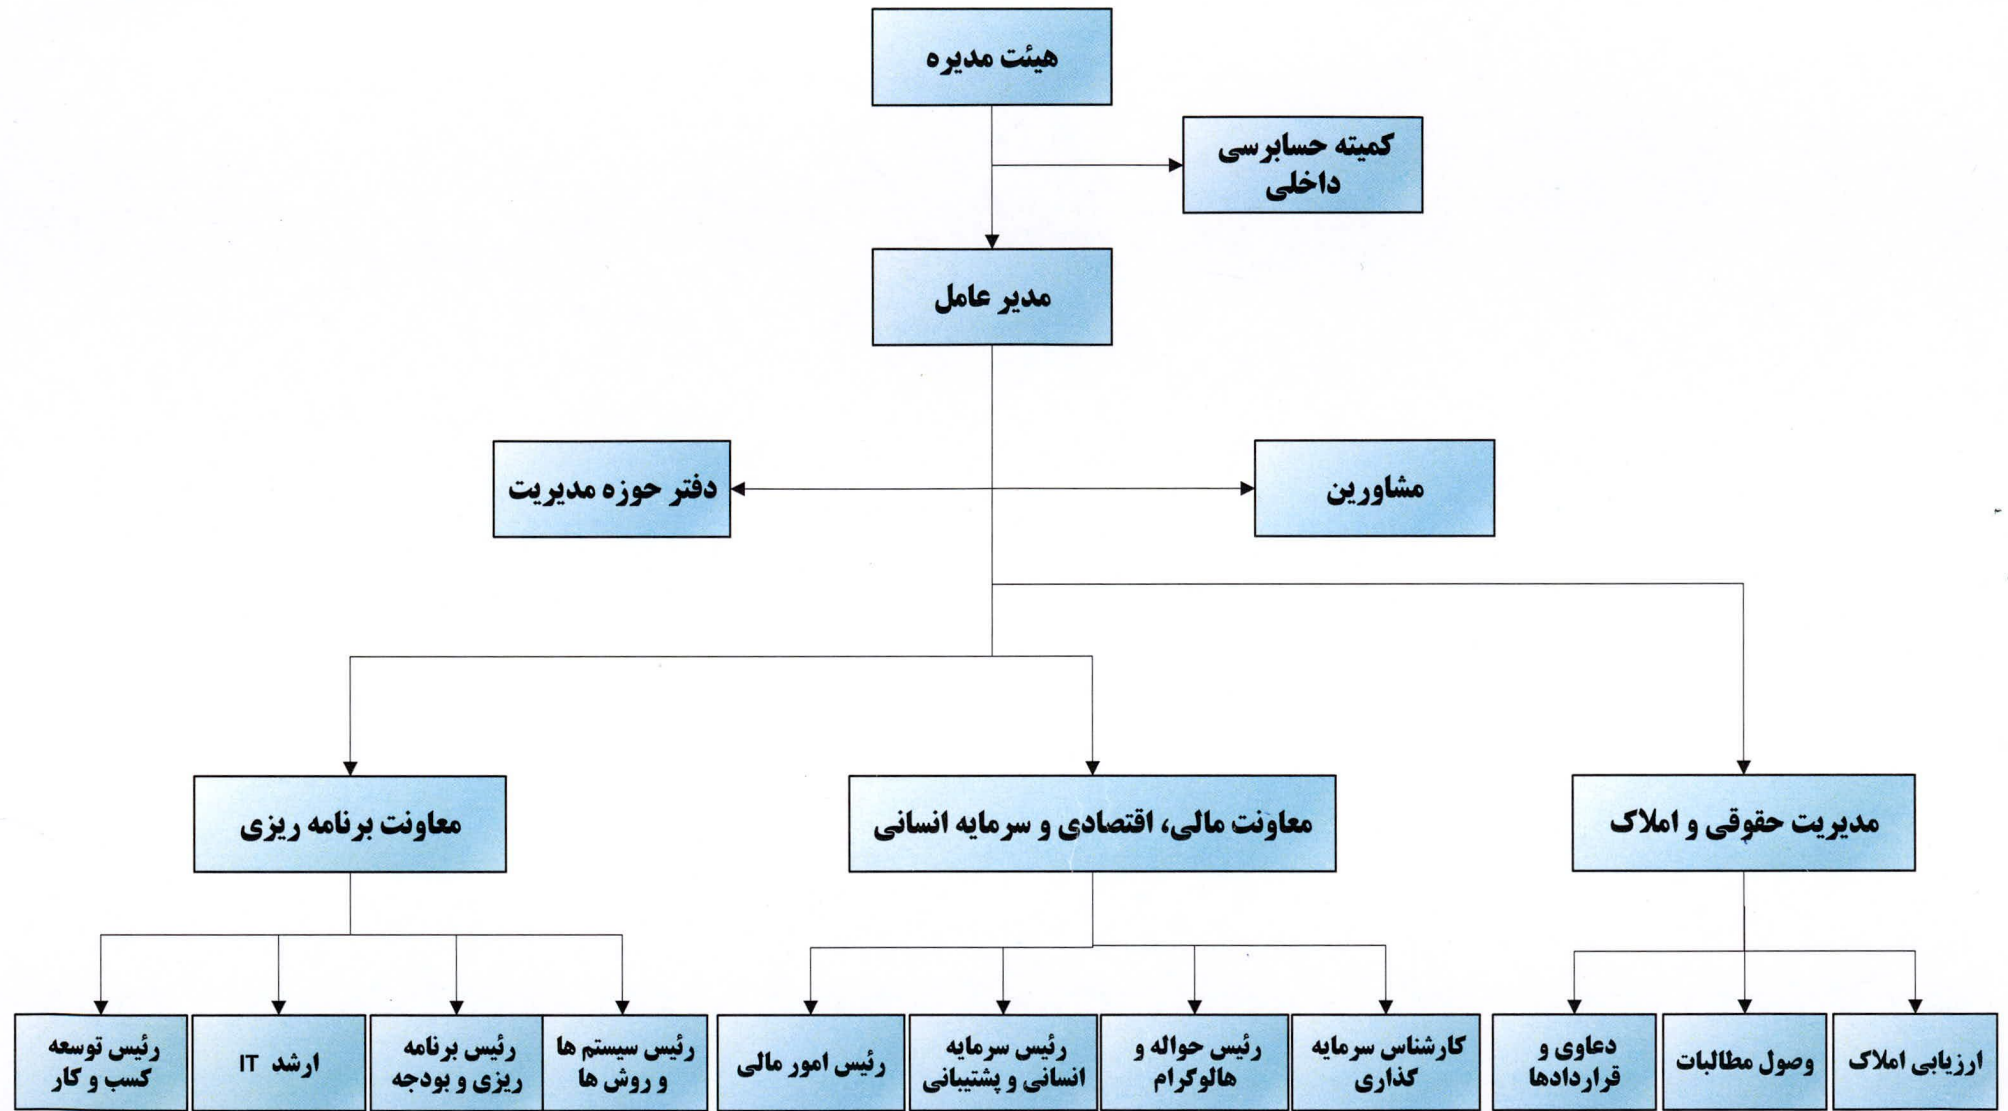 هیئت مدیره
کمیته حسابرسی
داخلی
مدیر عامل
مشاورین
دفتر حوزه مدیریت
مدیریت حقوقی و املاک
معاونت مالی، اقتصادی و سرمایه انسانی
معاونت برنامه ریزی
ارزیابی املاک
وصول مطالبات
دعاوی و
قراردادها
کارشناس سرمایه
گذاری
رئیس حواله و
هالوگرام
رئیس سرمایه
انسانی و پشتیبانی
رئیس امور مالی
رئیس سیستم ها
و روش ها
رئیس برنامه
ریزی و بودجه
ارشد IT
رئیس توسعه
کسب و کار